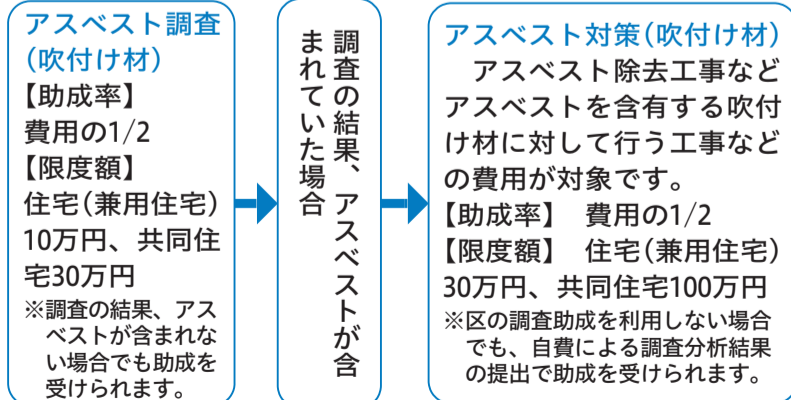 アスベスト調査
(吹付け材)
【助成率】
費用の1/2
【限度額】
住宅(兼用住宅)
10万円、共同住
宅30万円
※調査の結果、アス
ベストが含まれな
い場合でも助成を
受けられます。
調査の結果、アスベストが含
まれていた場合
アスベスト対策(吹付け材)
アスベスト除去工事など
アスベストを含有する吹付
け材に対して行う工事など
の費用が対象です。
【助成率】 費用の1/2
【限度額】 住宅(兼用住宅)
30万円、共同住宅100万円
※区の調査助成を利用しない場合
でも、自費による調査分析結果
の提出で助成を受けられます。